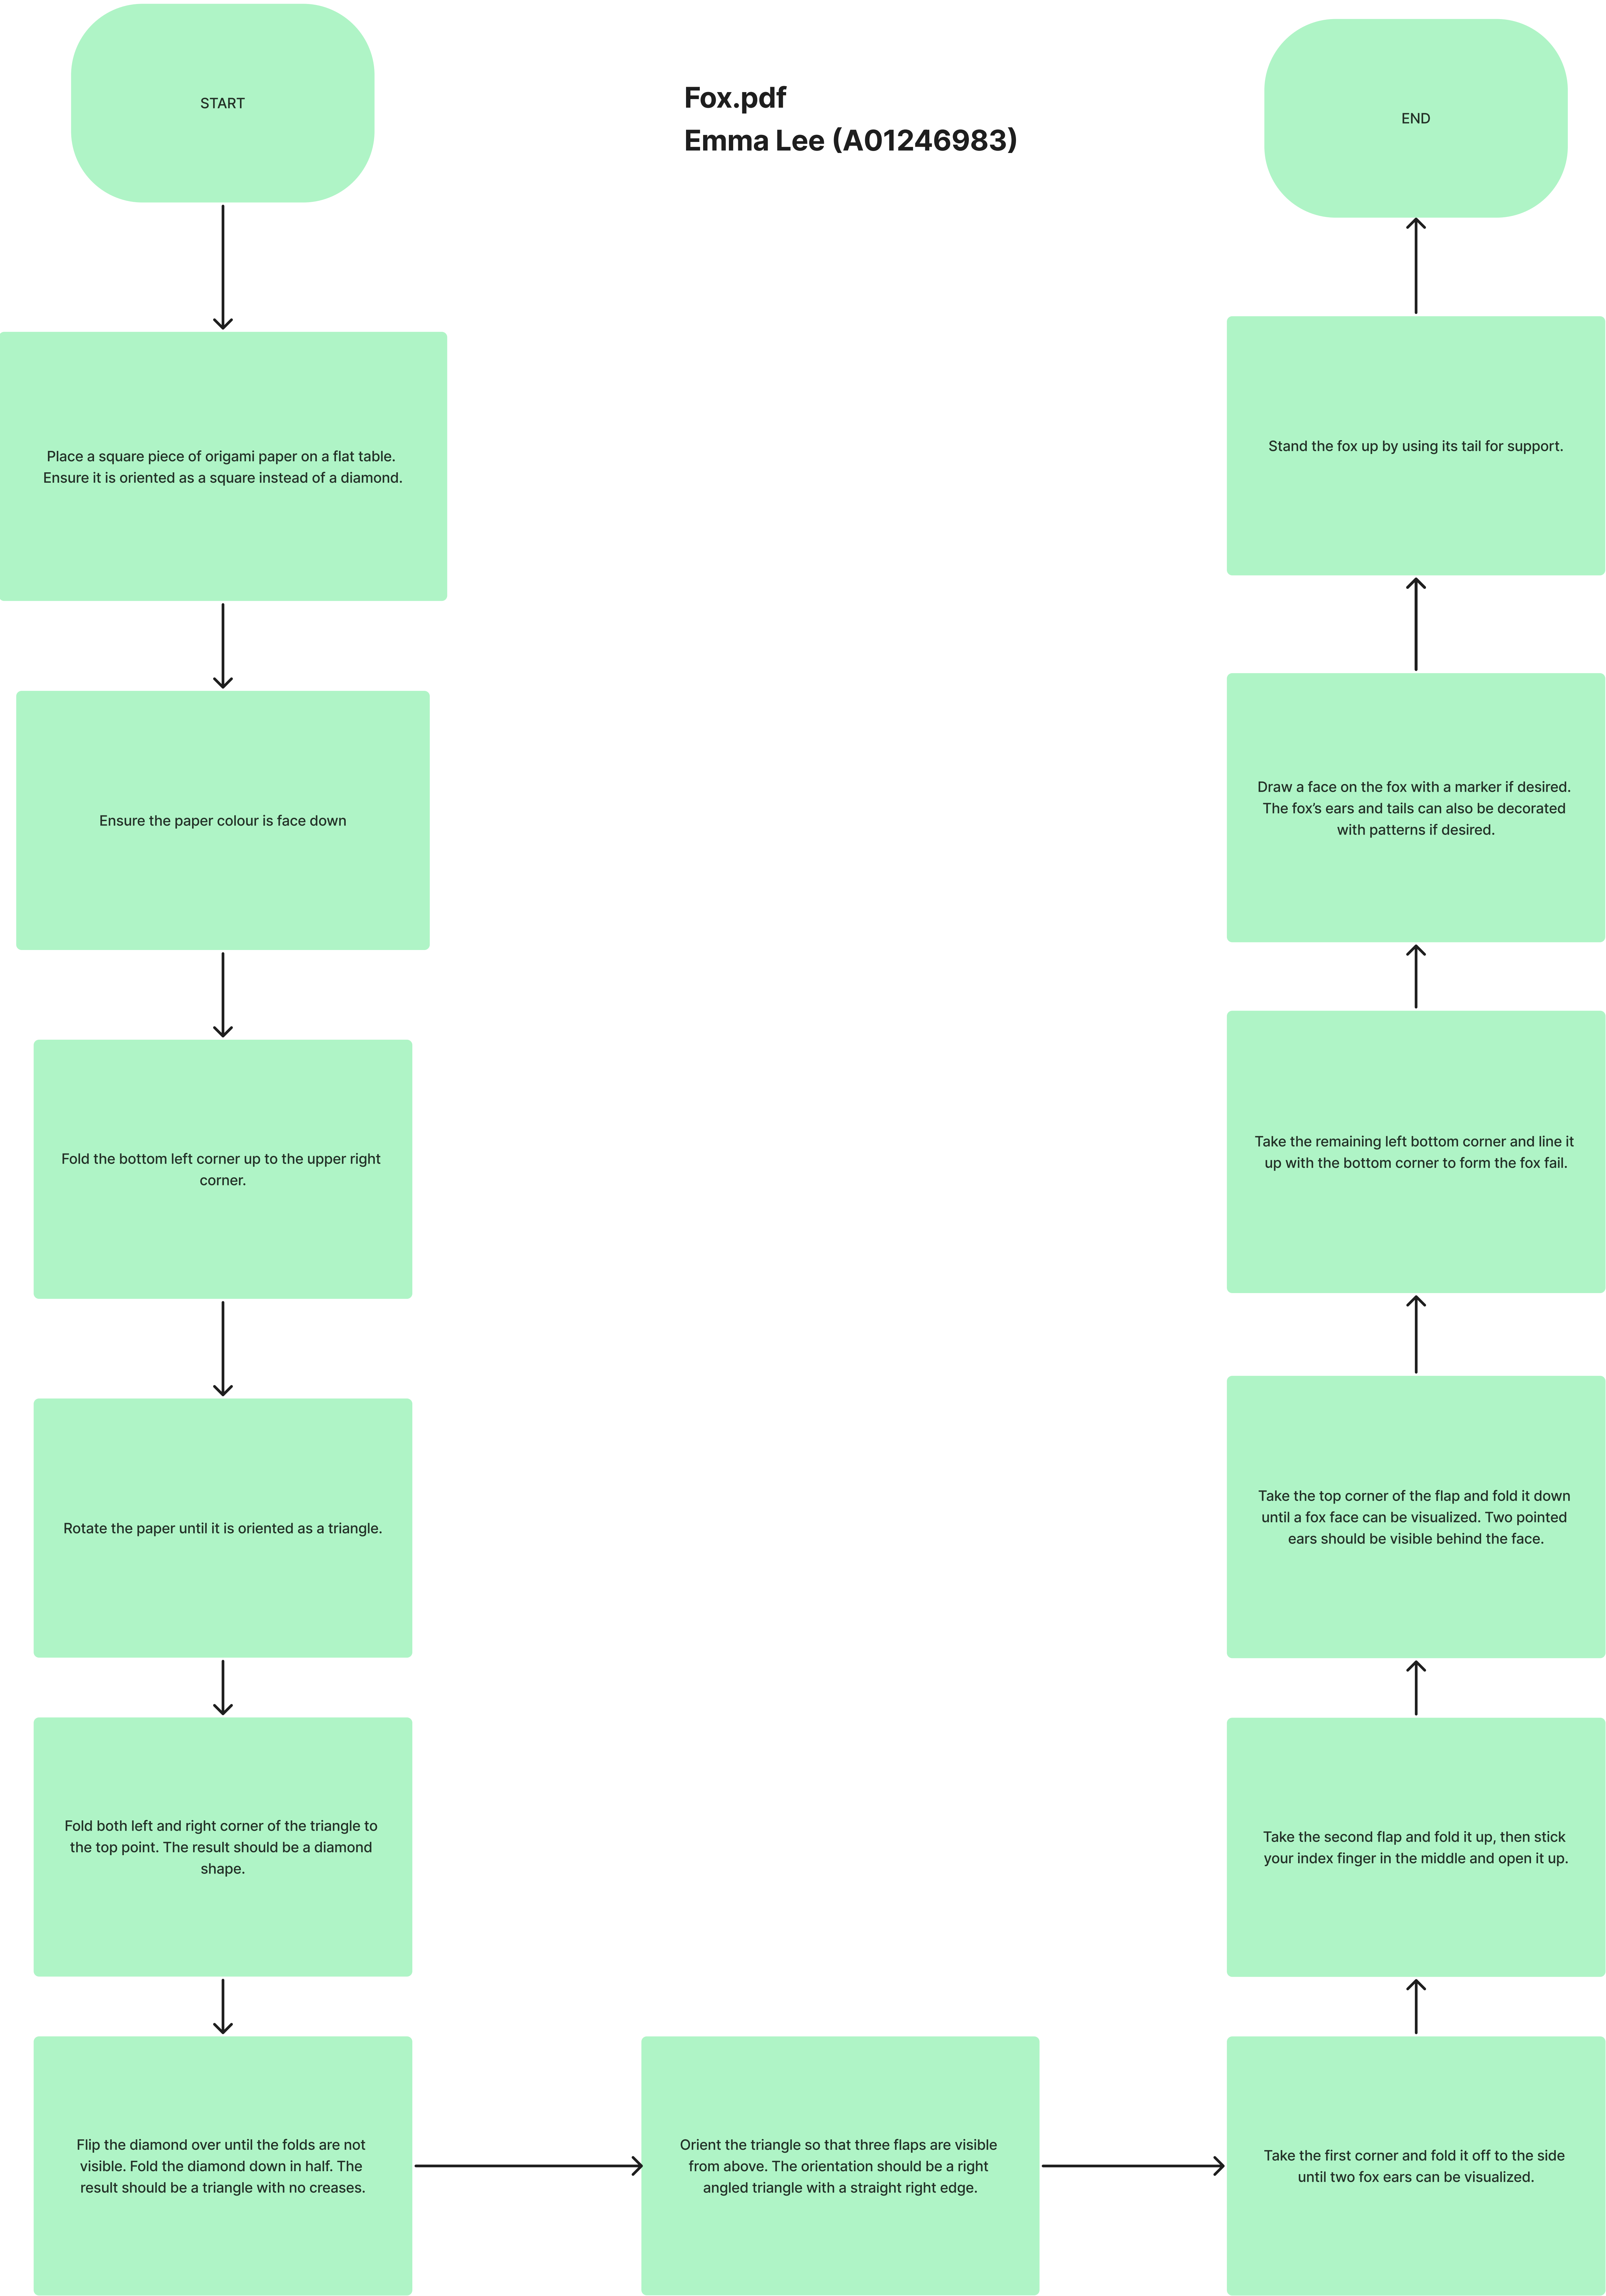 START
Fox.pdf
Emma Lee (A01246983)
Place a square piece of origami paper on a flat table.
Ensure it is oriented as a square instead of a diamond.
Ensure the paper colour is face down
Fold the bottom left corner up to the upper right
corner.
Rotate the paper until it is oriented as a triangle.
Fold both left and right corner of the triangle to
the top point. The result should be a diamond
shape.
Flip the diamond over until the folds are not
visible. Fold the diamond down in half. The
result should be a triangle with no creases.
Orient the triangle so that three flaps are visible
from above. The orientation should be a right
angled triangle with a straight right edge.
Take the first corner and fold it off to the side
until two fox ears can be visualized.
Take the second flap and fold it up, then stick
your index finger in the middle and open it up.
Take the top corner of the flap and fold it down
until a fox face can be visualized. Two pointed
ears should be visible behind the face.
Take the remaining left bottom corner and line it
up with the bottom corner to form the fox fail.
Draw a face on the fox with a marker if desired.
The fox’s ears and tails can also be decorated
with patterns if desired.
Stand the fox up by using its tail for support.
END